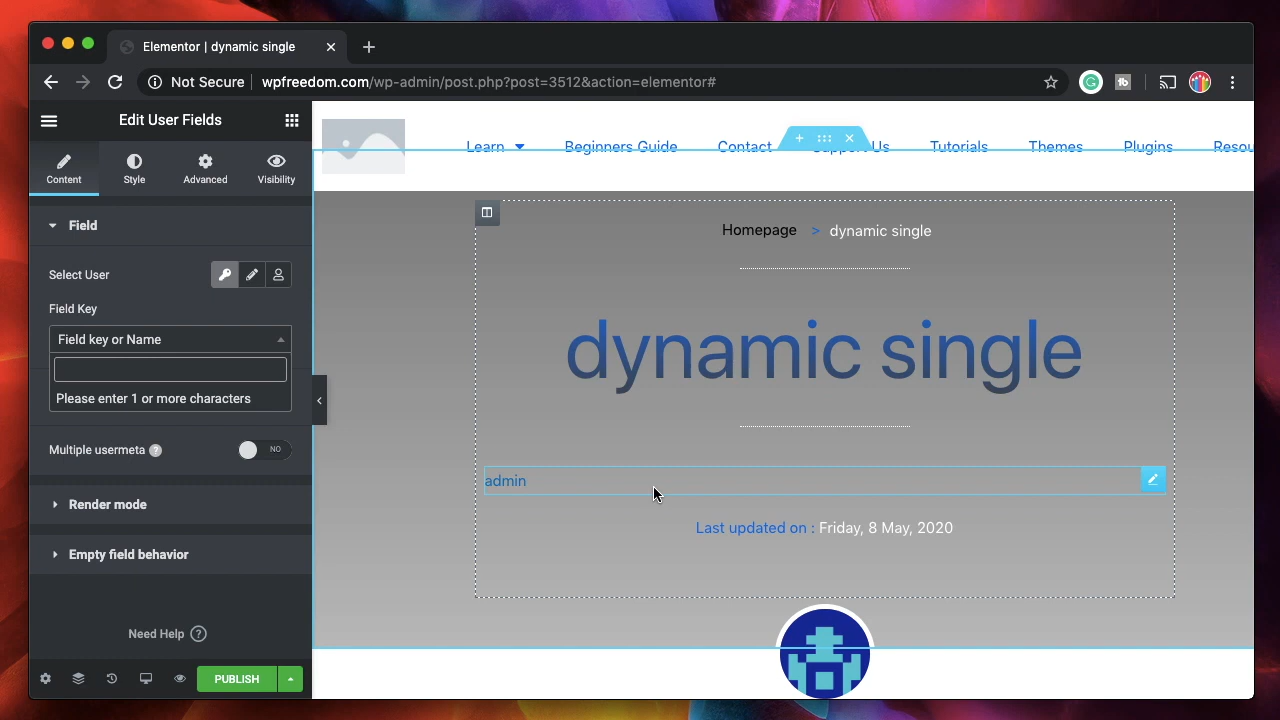 Elementor | dynamic single
Not Secure | wpfreedom.com/wp-admin/post.php?post=3512&action=elementor#
Edit User Fields
Content
Style
Advanced
Visibility
Field
Select User
Field Key
Field key or Name
Please enter 1 or more characters
Multiple usermeta ?
NO
Render mode
Empty field behavior
Need Help ?
PUBLISH
Learn
Beginners Guide
Contact
Support Us
Tutorials
Themes
Plugins
Resou
Homepage > dynamic single
dynamic single
admin
Last updated on : Friday, 8 May, 2020